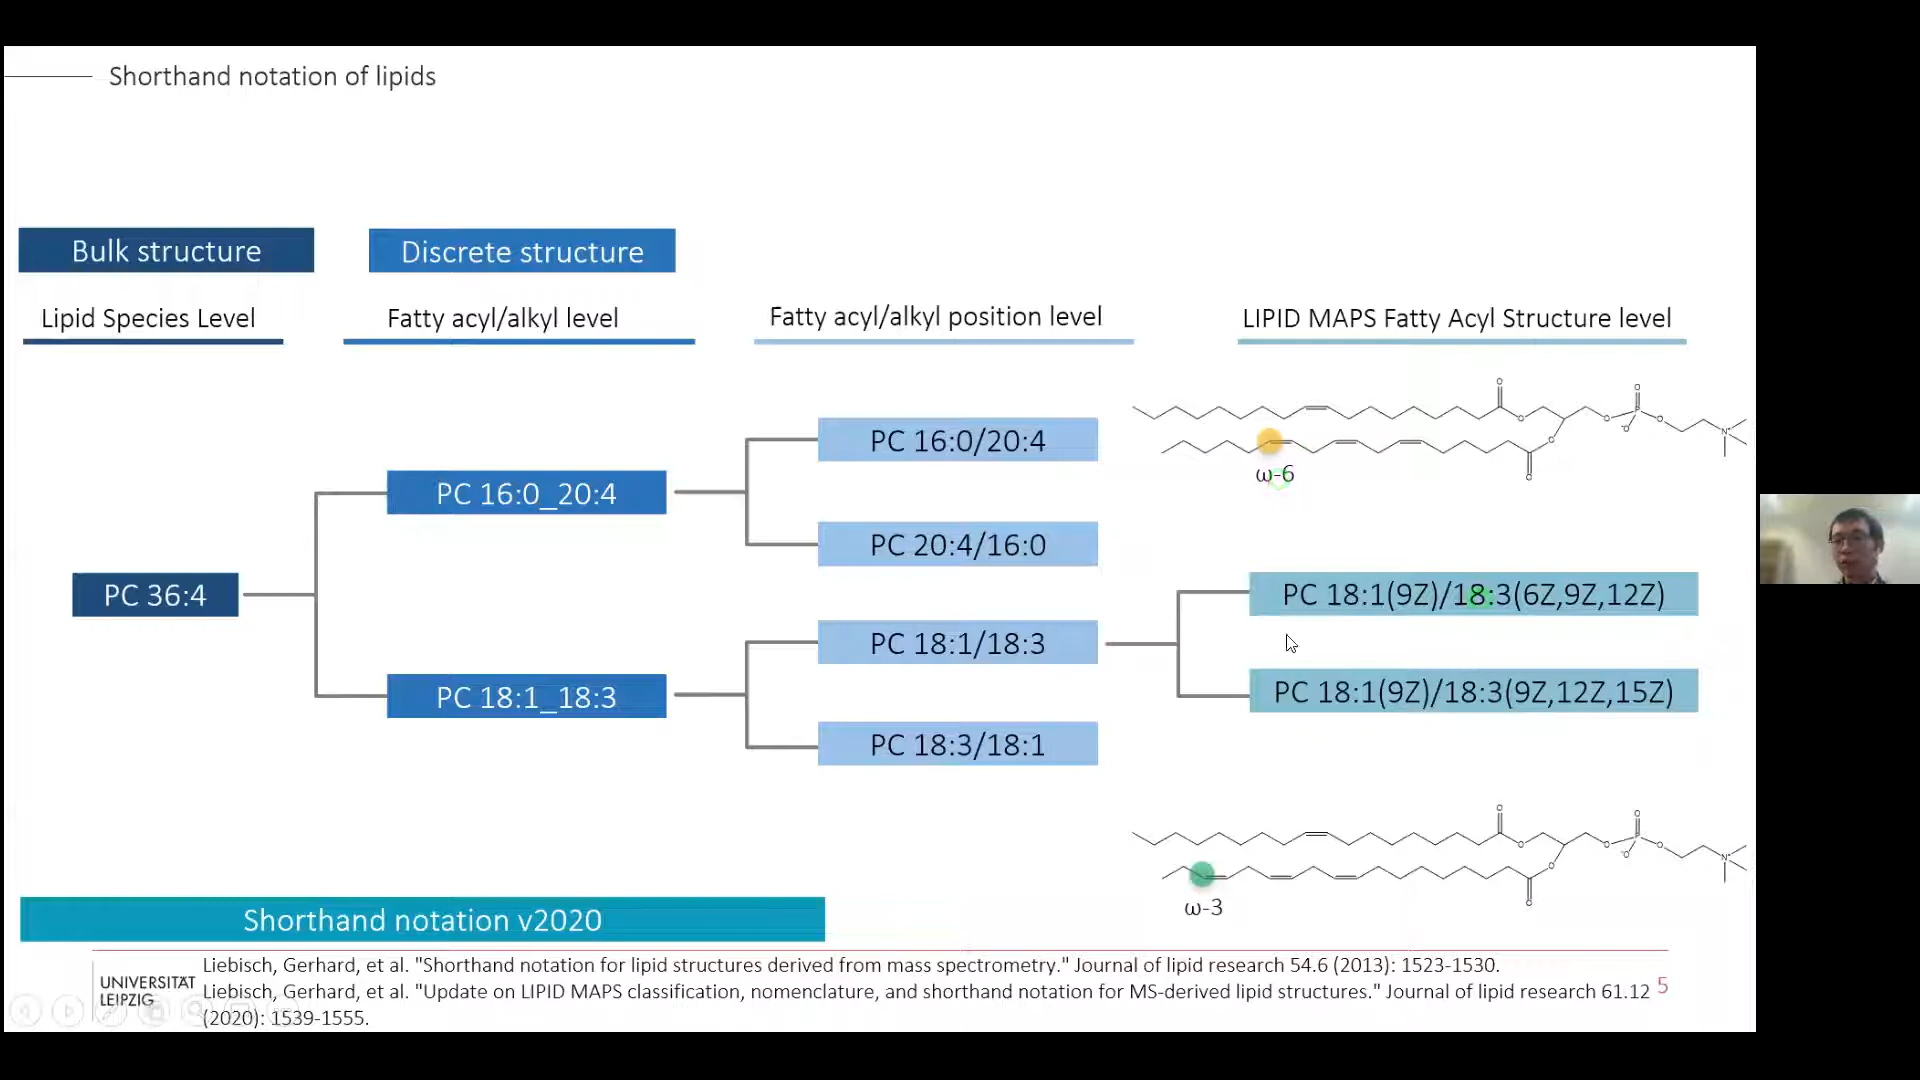 Shorthand notation of lipids
Bulk structure
Discrete structure
Lipid Species Level
Fatty acyl/alkyl level
Fatty acyl/alkyl position level
LIPID MAPS Fatty Acyl Structure level
PC 36:4
PC 16:0_20:4
PC 18:1_18:3
PC 16:0/20:4
PC 20:4/16:0
PC 18:1/18:3
PC 18:3/18:1
O
O
O
O
O
P
O
⁻O
N⁺
ω-6
PC 18:1(9Z)/18:3(6Z,9Z,12Z)
PC 18:1(9Z)/18:3(9Z,12Z,15Z)
O
O
O
O
O
P
O
⁻O
N⁺
ω-3
Shorthand notation v2020
UNIVERSITÄT
LEIPZIG
Liebisch, Gerhard, et al. "Shorthand notation for lipid structures derived from mass spectrometry." Journal of lipid research 54.6 (2013): 1523-1530.
Liebisch, Gerhard, et al. "Update on LIPID MAPS classification, nomenclature, and shorthand notation for MS-derived lipid structures." Journal of lipid research 61.12
(2020): 1539-1555.
5